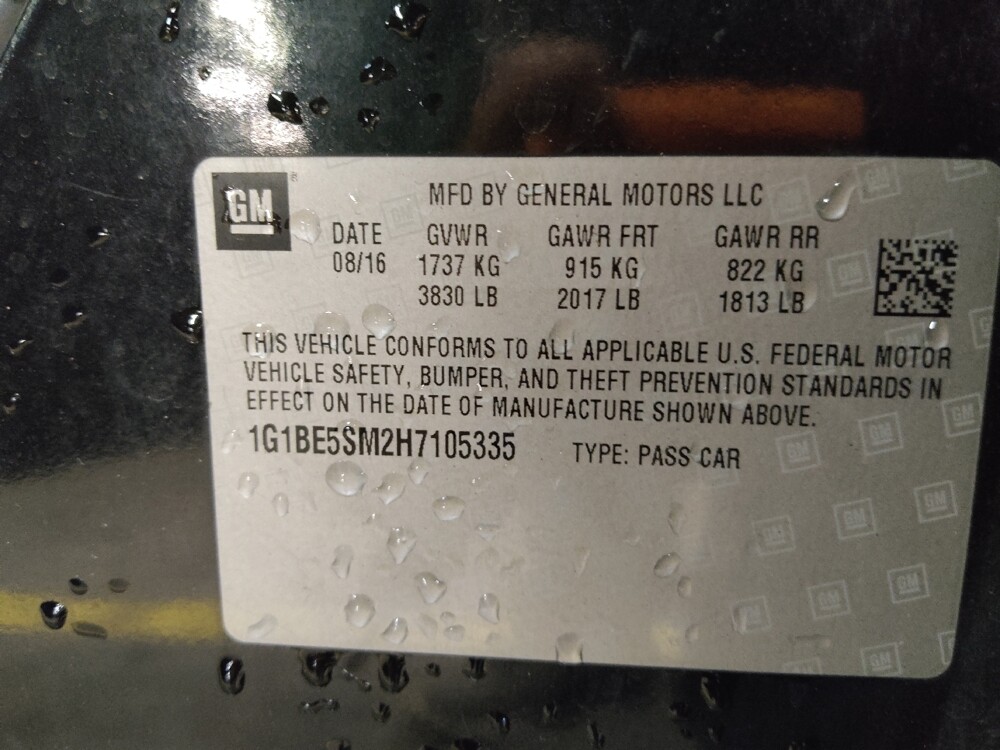 GM
MFD BY GENERAL MOTORS LLC
DATE GVWR GAWR FRT GAWR RR
08/16 1737 KG 915 KG 822 KG
3830 LB 2017 LB 1813 LB
THIS VEHICLE CONFORMS TO ALL APPLICABLE U.S. FEDERAL MOTOR
VEHICLE SAFETY, BUMPER, AND THEFT PREVENTION STANDARDS IN
EFFECT ON THE DATE OF MANUFACTURE SHOWN ABOVE.
1G1BE5SM2H7105335 TYPE: PASS CAR